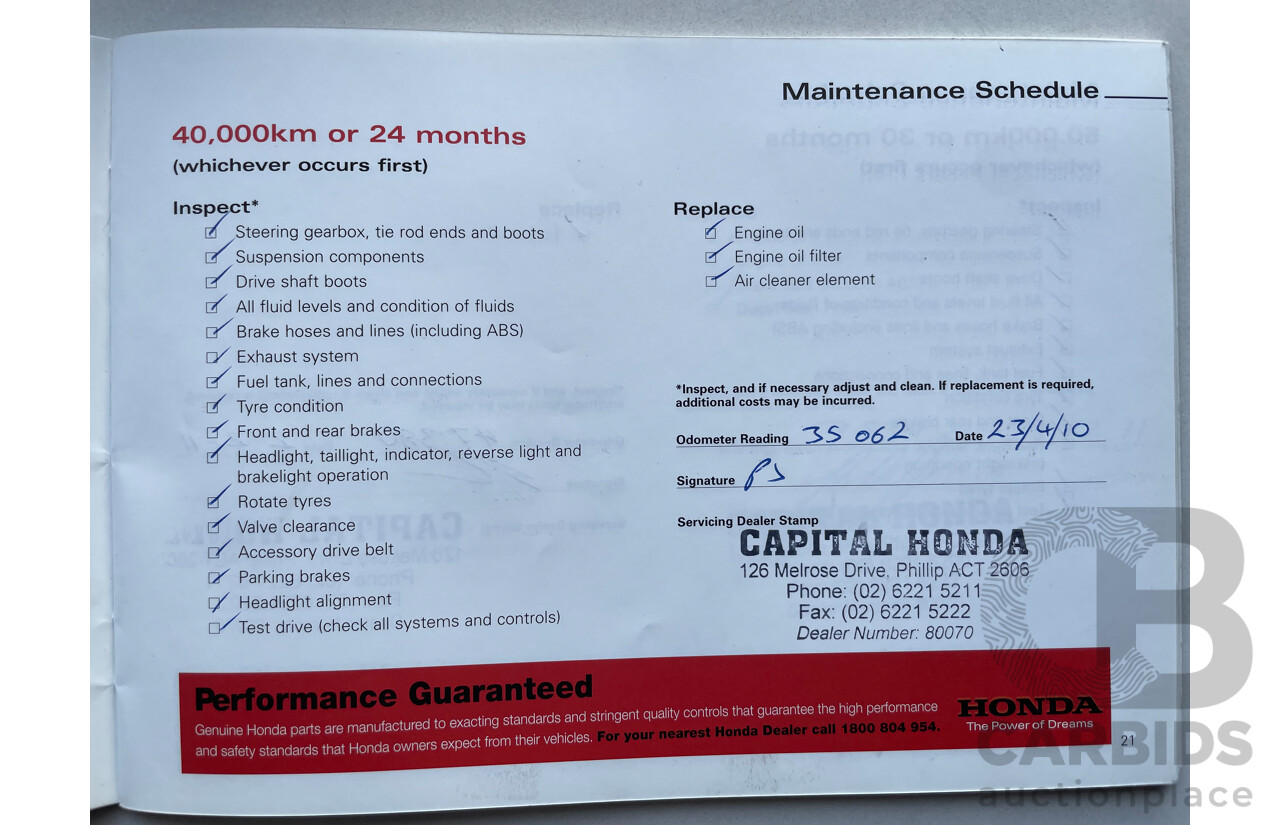 Maintenance Schedule
40,000km or 24 months
(whichever occurs first)
Inspect*
Steering gearbox, tie rod ends and boots
Suspension components
Drive shaft boots
All fluid levels and condition of fluids
Brake hoses and lines (including ABS)
Exhaust system
Fuel tank, lines and connections
Tyre condition
Front and rear brakes
Headlight, taillight, indicator, reverse light and
brakelight operation
Rotate tyres
Valve clearance
Accessory drive belt
Parking brakes
Headlight alignment
Test drive (check all systems and controls)
Replace
Engine oil
Engine oil filter
Air cleaner element
*Inspect, and if necessary adjust and clean. If replacement is required,
additional costs may be incurred.
Odometer Reading 35 062 Date 23/4/10
Signature
Servicing Dealer Stamp
CAPITAL HONDA
126 Melrose Drive, Phillip ACT 2606
Phone: (02) 6221 5211
Fax: (02) 6221 5222
Dealer Number: 80070
Performance Guaranteed
Genuine Honda parts are manufactured to exacting standards and stringent quality controls that guarantee the high performance
and safety standards that Honda owners expect from their vehicles. For your nearest Honda Dealer call 1800 804 954.
HONDA
The Power of Dreams
21
CB
CARBIDS
auctionplace